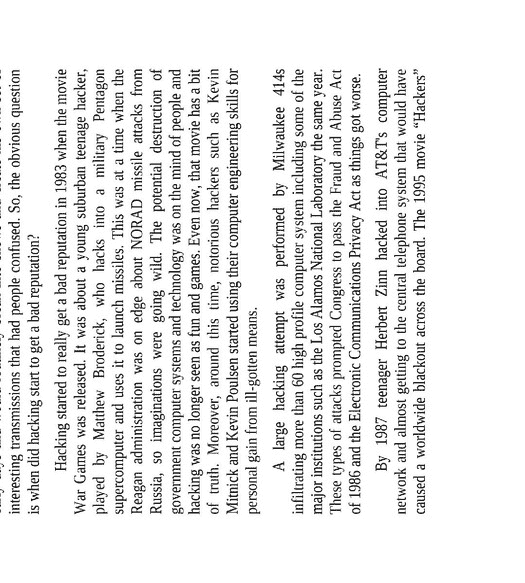 interesting transmissions that had people confused. So, the obvious question
is when did hacking start to get a bad reputation?
Hacking started to really get a bad reputation in 1983 when the movie
War Games was released. It was about a young suburban teenage hacker,
played by Matthew Broderick, who hacks into a military Pentagon
supercomputer and uses it to launch missiles. This was at a time when the
Reagan administration was on edge about NORAD missile attacks from
Russia, so imaginations were going wild. The potential destruction of
government computer systems and technology was on the mind of people and
hacking was no longer seen as fun and games. Even now, that movie has a bit
of truth. Moreover, around this time, notorious hackers such as Kevin
Mitnick and Kevin Poulsen started using their computer engineering skills for
personal gain from ill-gotten means.
A large hacking attempt was performed by Milwaukee 414s
infiltrating more than 60 high profile computer system including some of the
major institutions such as the Los Alamos National Laboratory the same year.
These types of attacks prompted Congress to pass the Fraud and Abuse Act
of 1986 and the Electronic Communications Privacy Act as things got worse.
By 1987 teenager Herbert Zinn hacked into AT&T's computer
network and almost getting to the central telephone system that would have
caused a worldwide blackout across the board. The 1995 movie “Hackers”